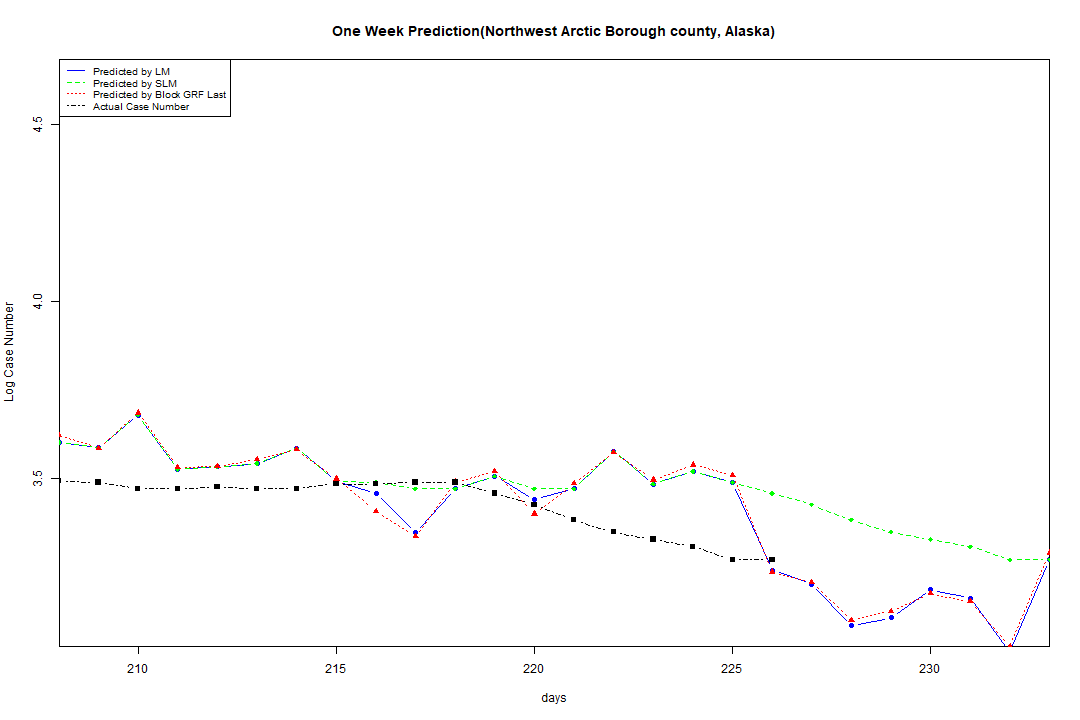 One Week Prediction(Northwest Arctic Borough county, Alaska)
Predicted by LM
Predicted by SLM
Predicted by Block GRF Last
Actual Case Number
4.5
4.0
3.5
Log Case Number
210
215
220
225
230
days